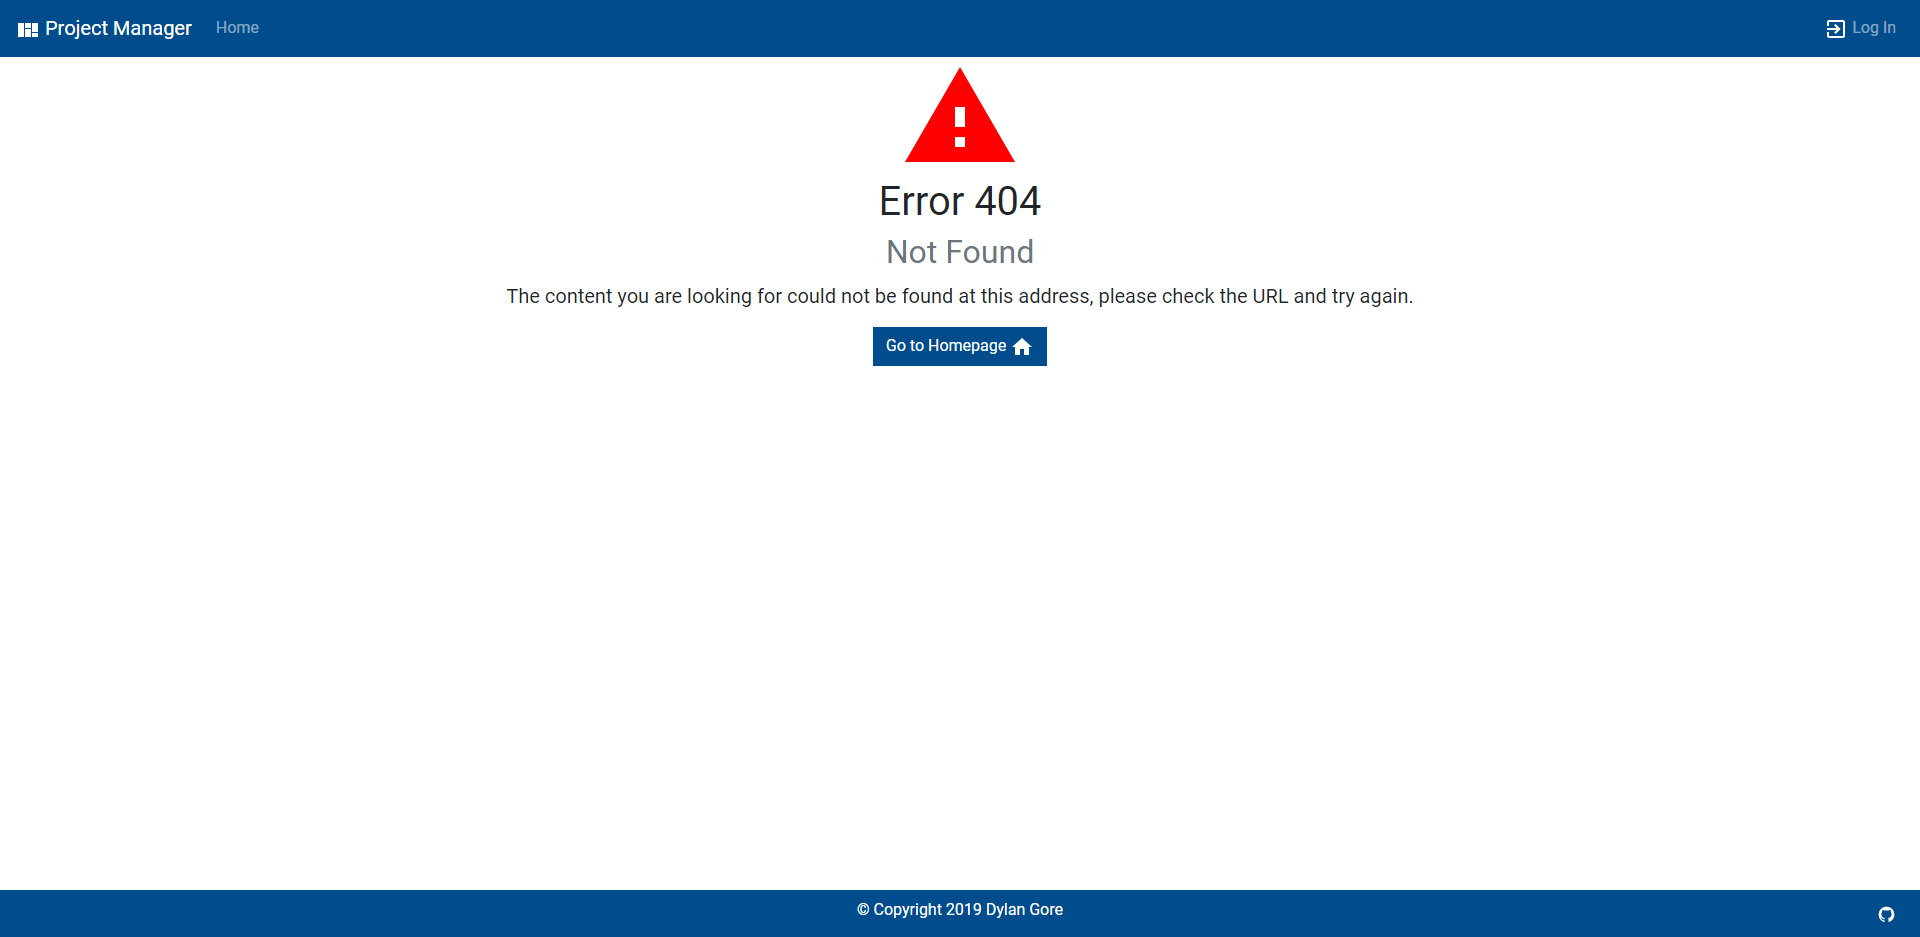 Project Manager Home Log In
Error 404
Not Found
The content you are looking for could not be found at this address, please check the URL and try again.
Go to Homepage
© Copyright 2019 Dylan Gore